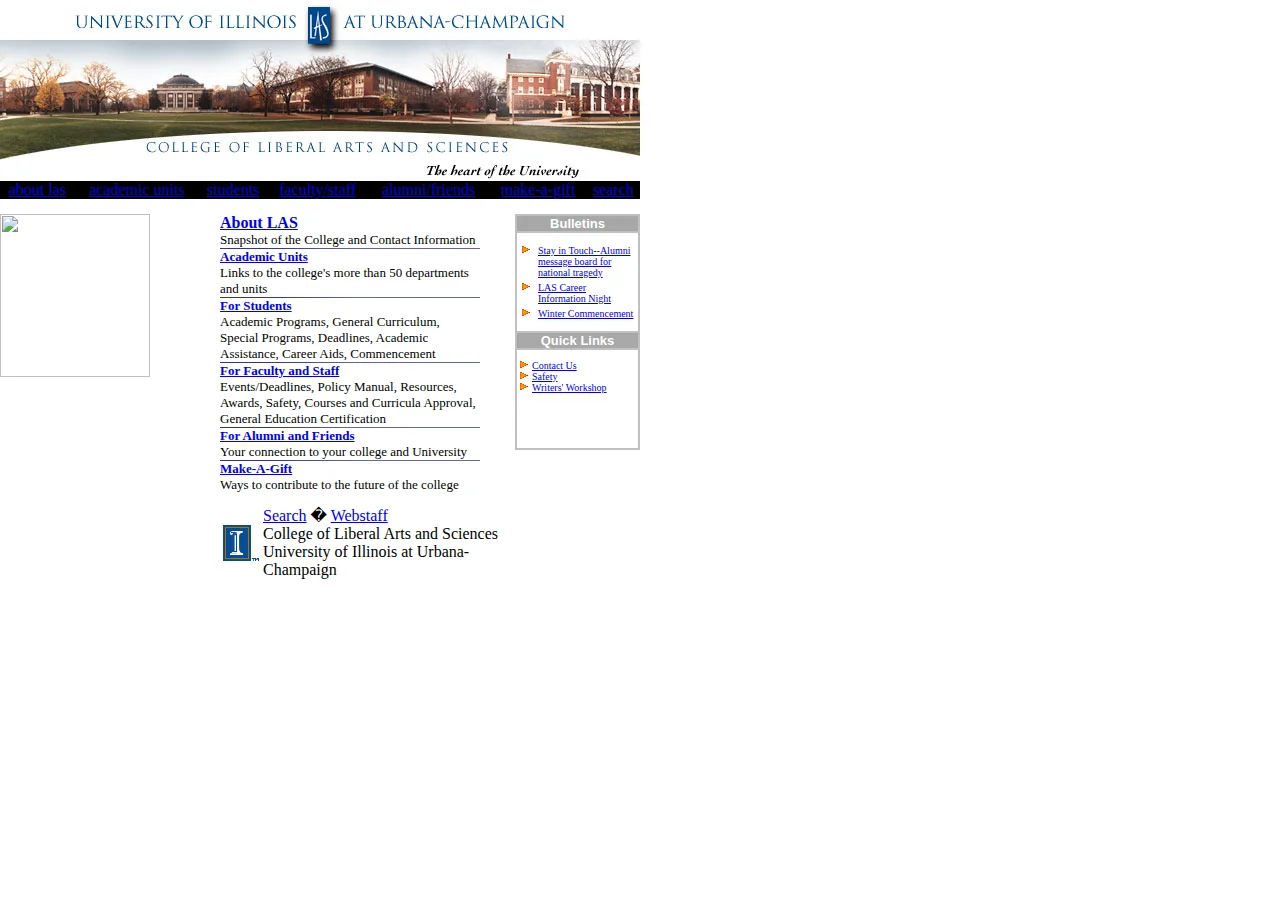 UNIVERSITY OF ILLINOIS LAS AT URBANA-CHAMPAIGN
COLLEGE OF LIBERAL ARTS AND SCIENCES
The heart of the University
about las academic units students faculty/staff alumni/friends make-a-gift search
About LAS
Snapshot of the College and Contact Information
Academic Units
Links to the college's more than 50 departments
and units
For Students
Academic Programs, General Curriculum,
Special Programs, Deadlines, Academic
Assistance, Career Aids, Commencement
For Faculty and Staff
Events/Deadlines, Policy Manual, Resources,
Awards, Safety, Courses and Curricula Approval,
General Education Certification
For Alumni and Friends
Your connection to your college and University
Make-A-Gift
Ways to contribute to the future of the college
Bulletins
Stay in Touch--Alumni
message board for
national tragedy
LAS Career
Information Night
Winter Commencement
Quick Links
Contact Us
Safety
Writers' Workshop
I TM
Search � Webstaff
College of Liberal Arts and Sciences
University of Illinois at Urbana-
Champaign